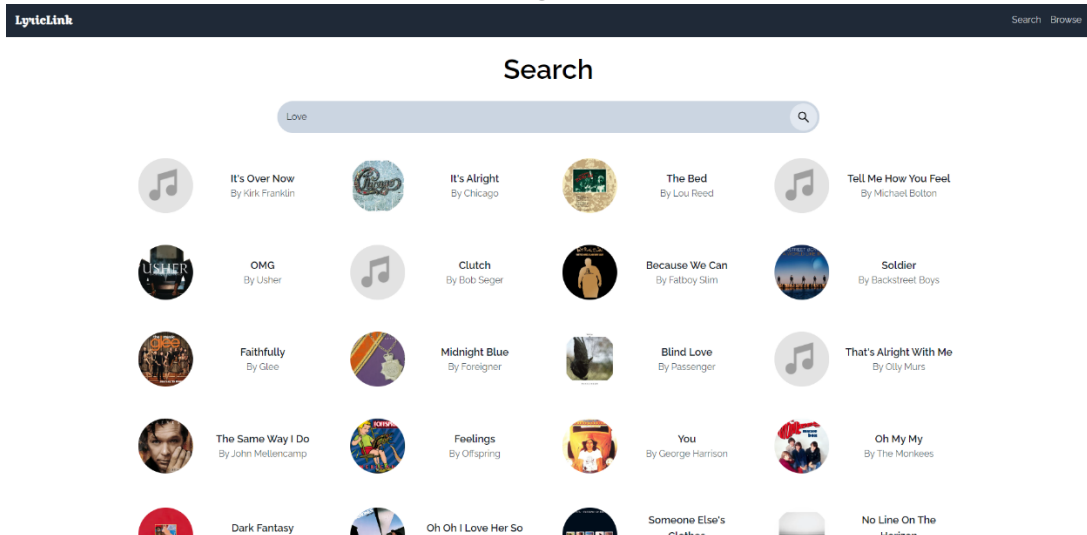 LyricLink
Search Browse
Search
Love
It's Over Now
By Kirk Franklin
It's Alright
By Chicago
The Bed
By Lou Reed
Tell Me How You Feel
By Michael Bolton
OMG
By Usher
Clutch
By Bob Seger
Because We Can
By Fatboy Slim
Soldier
By Backstreet Boys
Faithfully
By Glee
Midnight Blue
By Foreigner
Blind Love
By Passenger
That's Alright With Me
By Olly Murs
The Same Way I Do
By John Mellencamp
Feelings
By Offspring
You
By George Harrison
Oh My My
By The Monkees
Dark Fantasy
Oh Oh I Love Her So
Someone Else's
Clothes
No Line On The
Horizon
USHER
glee
Chicago